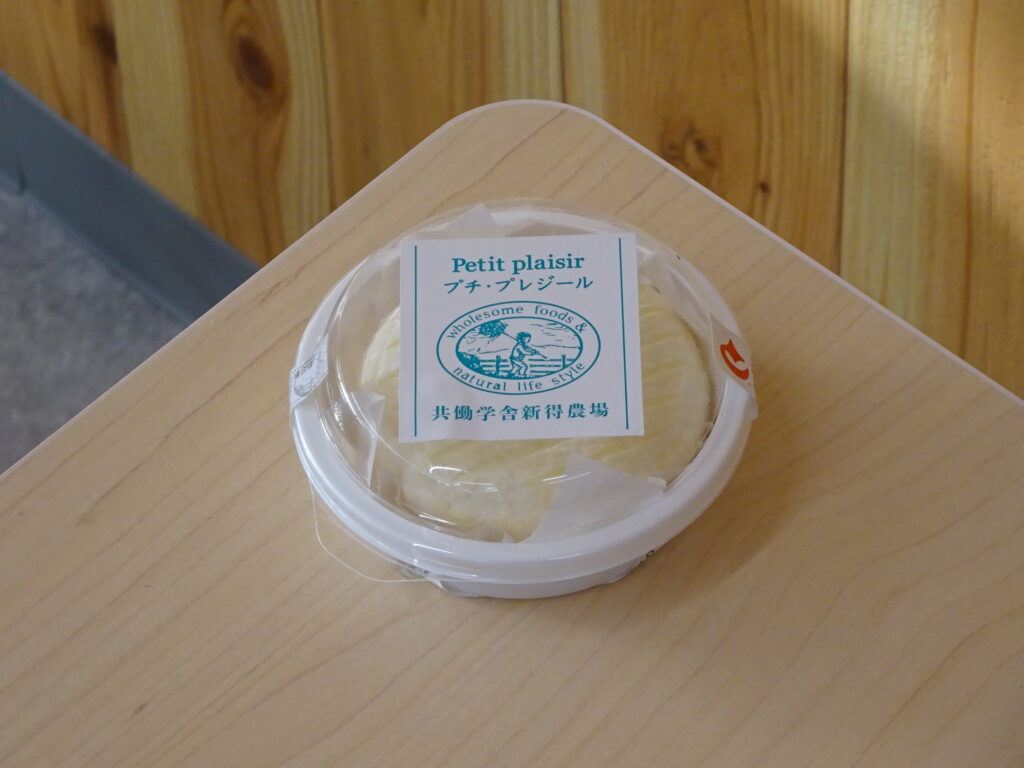 Petit plaisir
プチ・プレジール
wholesome foods &
natural life style
共働学舎新得農場